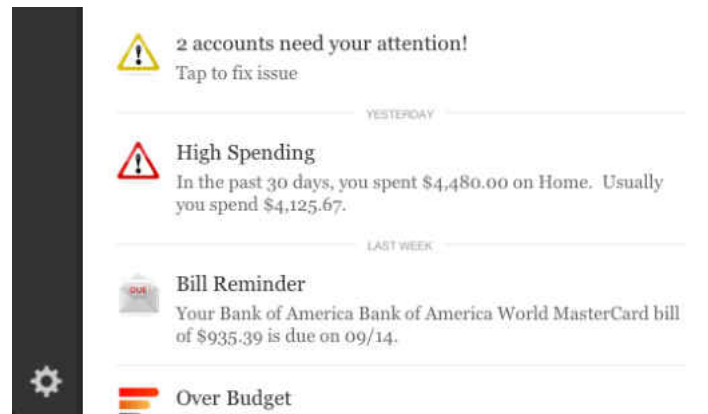 2 accounts need your attention!
Tap to fix issue
YESTERDAY
High Spending
In the past 30 days, you spent $4,480.00 on Home. Usually
you spend $4,125.67.
LAST WEEK
DUE
Bill Reminder
Your Bank of America Bank of America World MasterCard bill
of $935.39 is due on 09/14.
Over Budget